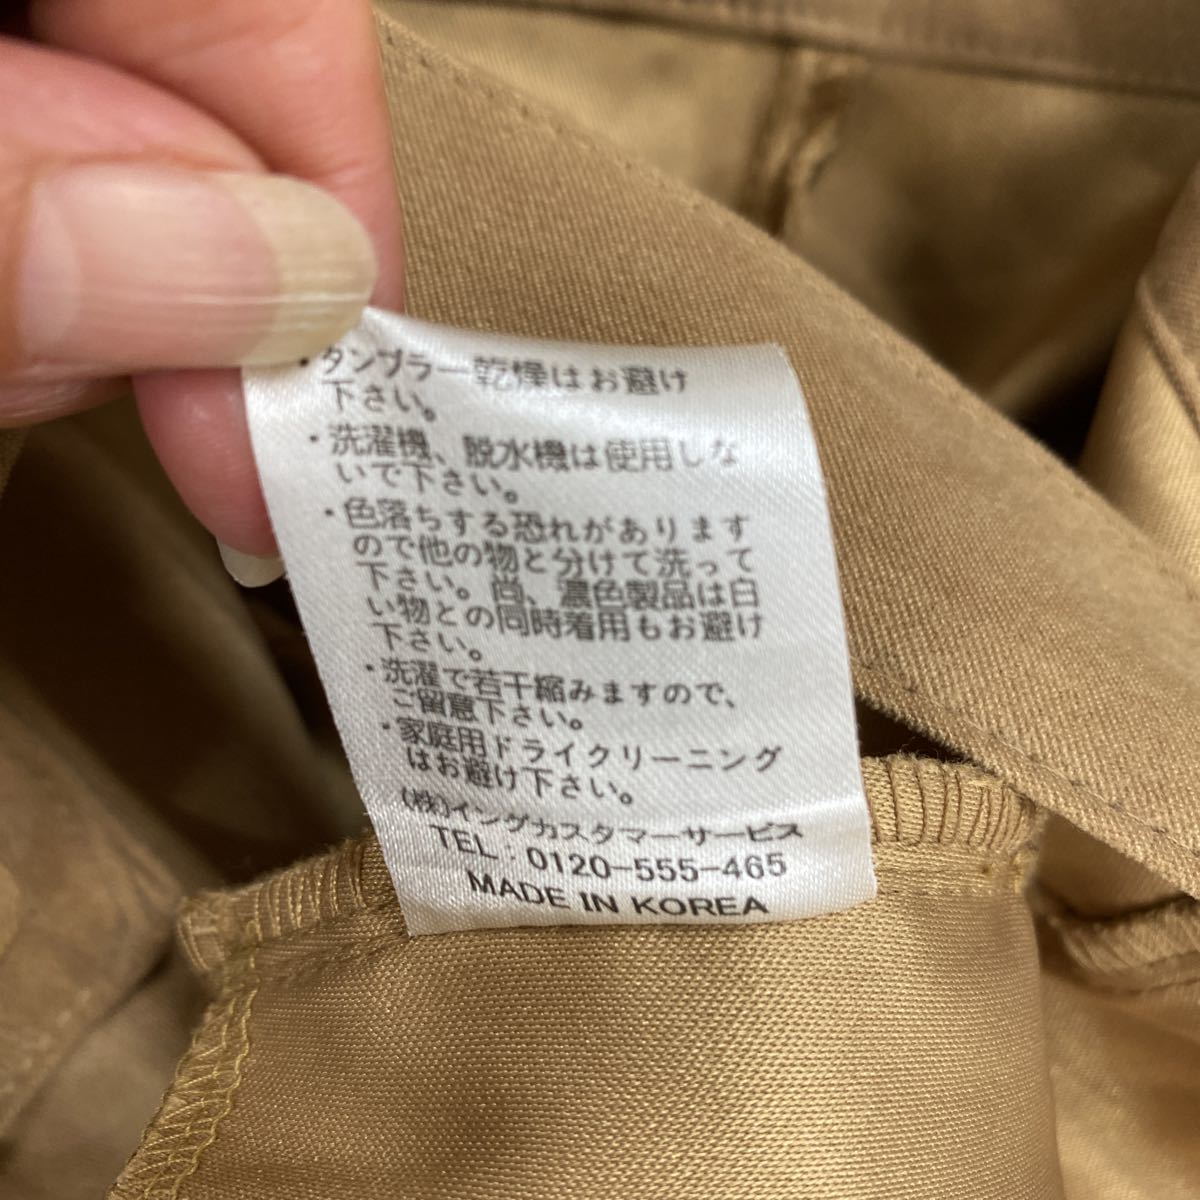 ・タンブラー乾燥はお避け
下さい。
・洗濯機、脱水機は使用しな
いで下さい。
・色落ちする恐れがあります
ので他の物と分けて洗って
下さい。尚、濃色製品は白
い物との同時着用もお避け
下さい。
・洗濯で若干縮みますので、
ご留意下さい。
・家庭用ドライクリーニング
はお避け下さい。
(株)イングカスタマーサービス
TEL : 0120-555-465
MADE IN KOREA